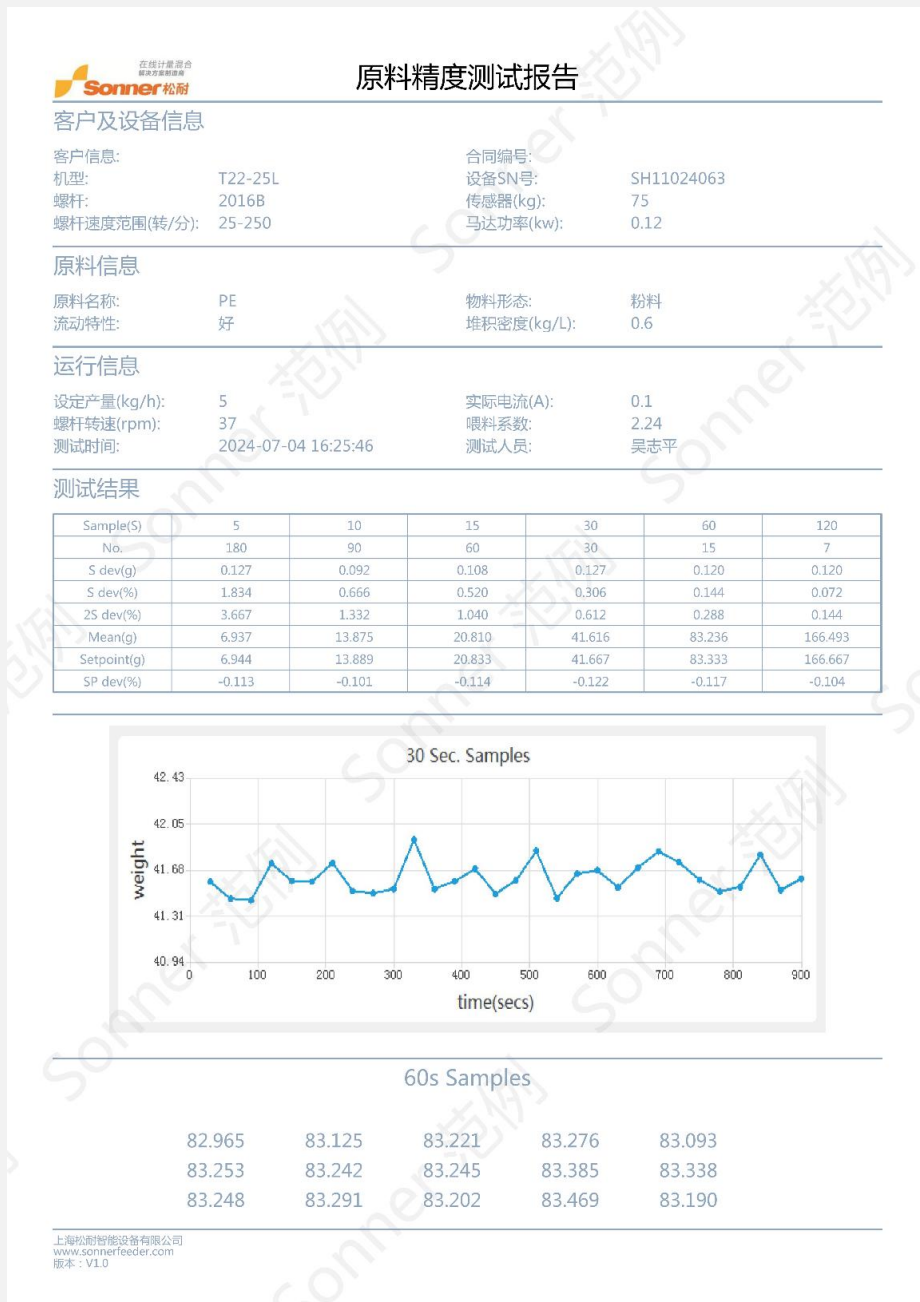 在线计量混合
解决方案制造商
Sonner松耐
原料精度测试报告
客户及设备信息
客户信息: 合同编号:
机型: T22-25L 设备SN号: SH11024063
螺杆: 2016B 传感器(kg): 75
螺杆速度范围(转/分): 25-250 马达功率(kw): 0.12
原料信息
原料名称: PE 物料形态: 粉料
流动特性: 好 堆积密度(kg/L): 0.6
运行信息
设定产量(kg/h): 5 实际电流(A): 0.1
螺杆转速(rpm): 37 喂料系数: 2.24
测试时间: 2024-07-04 16:25:46 测试人员: 吴志平
测试结果
Sample(S) 5 10 15 30 60 120
No. 180 90 60 30 15 7
S dev(g) 0.127 0.092 0.108 0.127 0.120 0.120
S dev(%) 1.834 0.666 0.520 0.306 0.144 0.072
2S dev(%) 3.667 1.332 1.040 0.612 0.288 0.144
Mean(g) 6.937 13.875 20.810 41.616 83.236 166.493
Setpoint(g) 6.944 13.889 20.833 41.667 83.333 166.667
SP dev(%) -0.113 -0.101 -0.114 -0.122 -0.117 -0.104
30 Sec. Samples
42.43
42.05
41.68
41.31
40.94
weight
0 100 200 300 400 500 600 700 800 900
time(secs)
60s Samples
82.965 83.125 83.221 83.276 83.093
83.253 83.242 83.245 83.385 83.338
83.248 83.291 83.202 83.469 83.190
上海松耐智能设备有限公司
www.sonnerfeeder.com
版本：V1.0
Sonner 范例